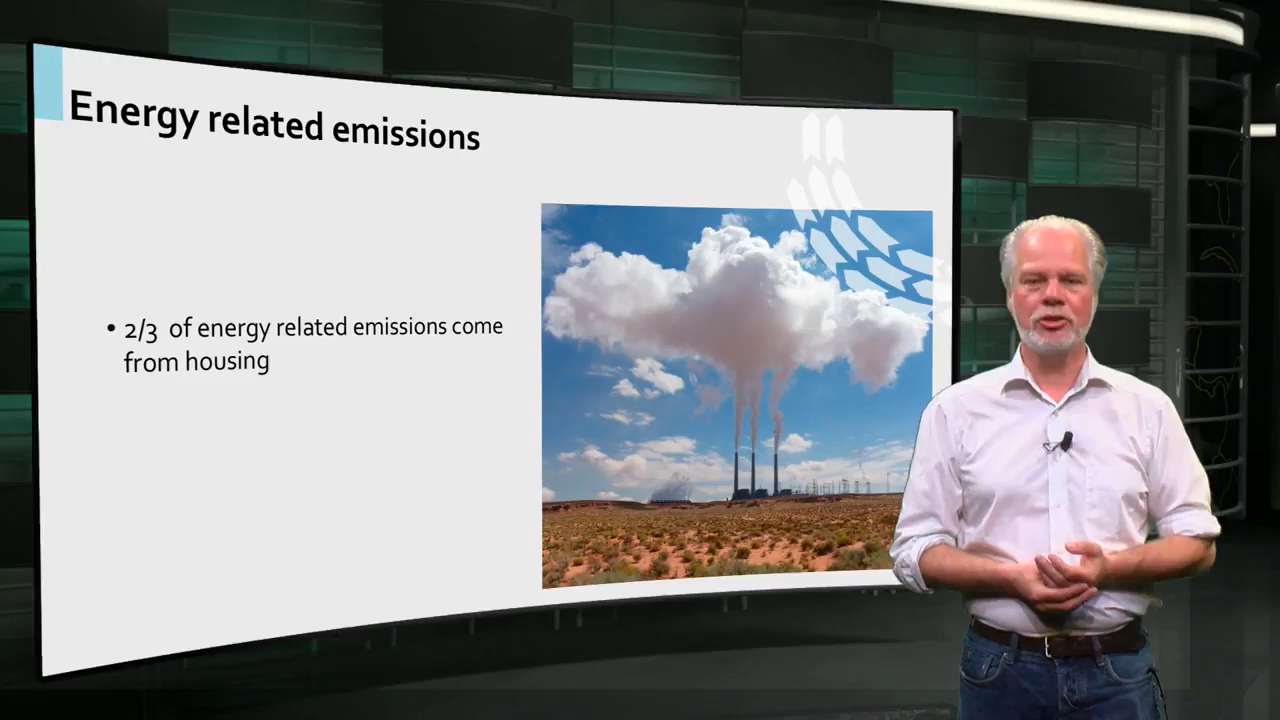 Energy related emissions
• 2/3 of energy related emissions come
from housing